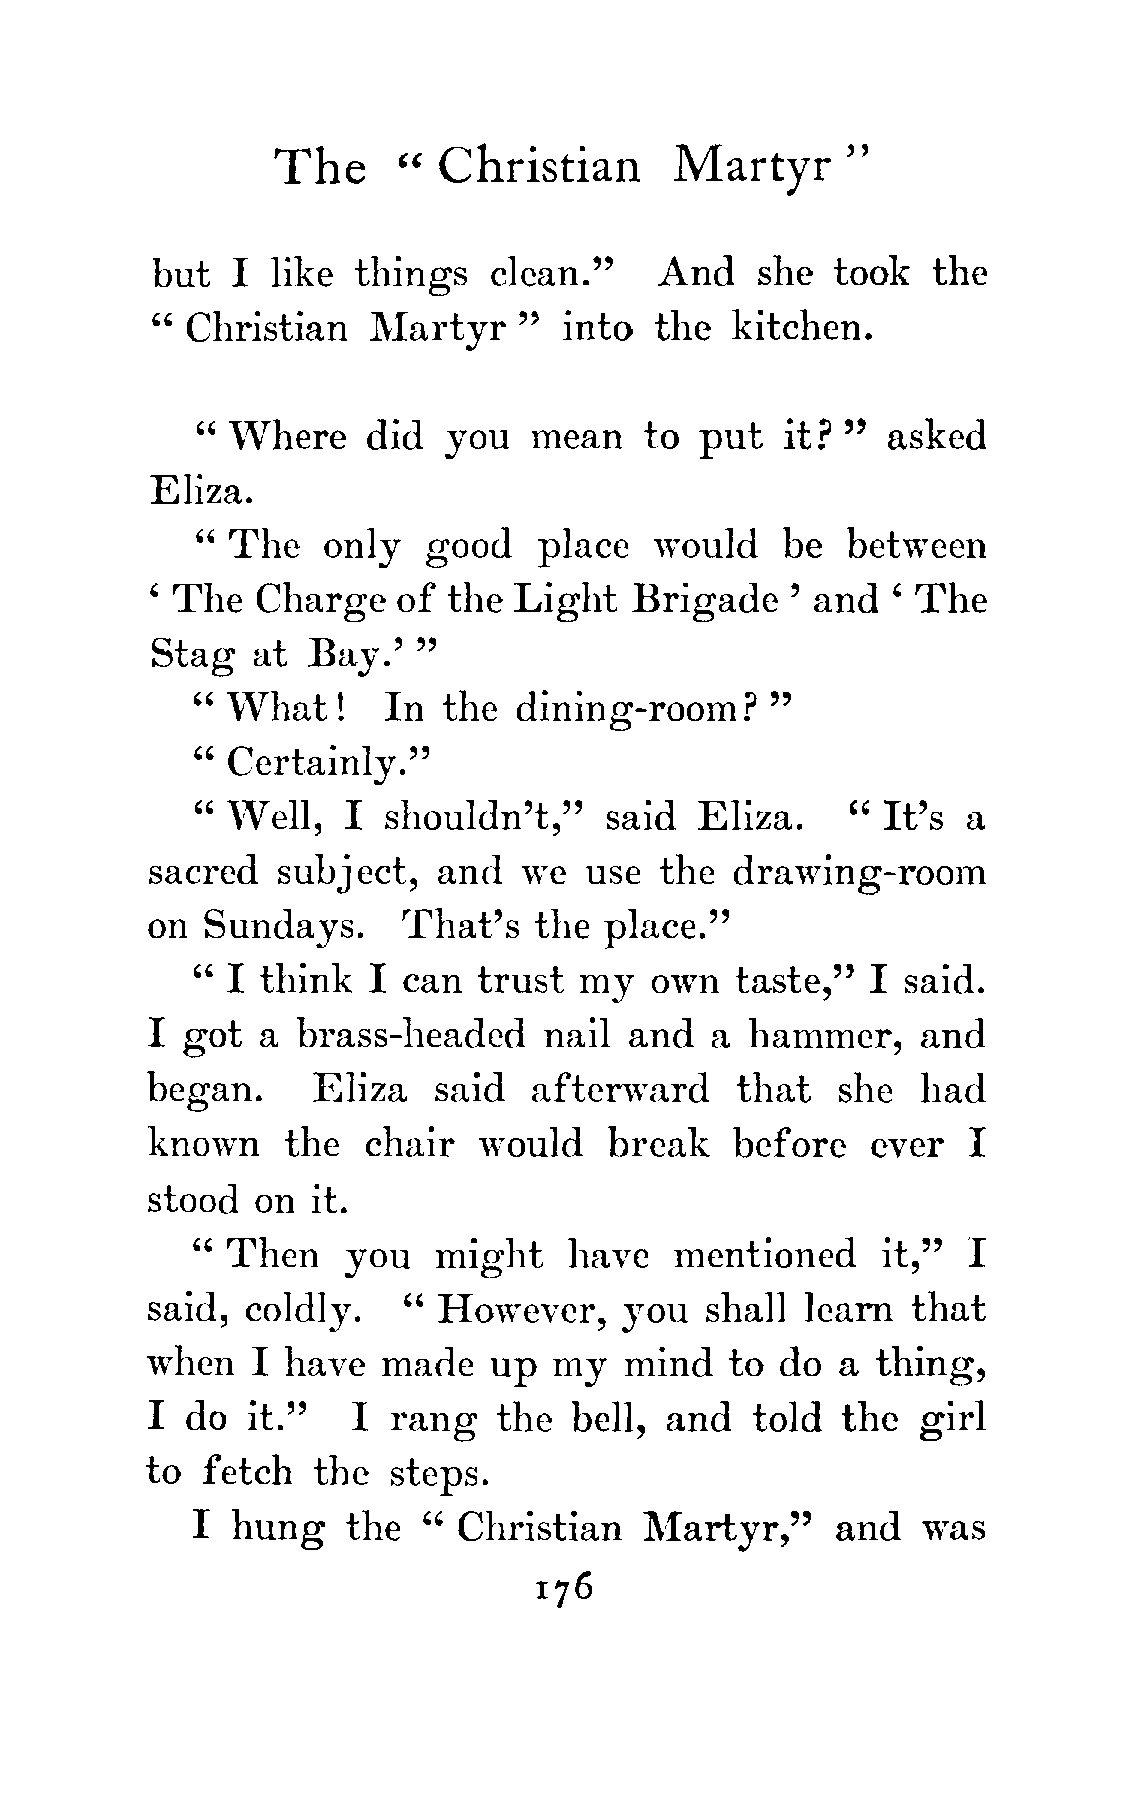 The “ Christian Martyr ”
but I like things clean.” And she took the
“ Christian Martyr ” into the kitchen.
“ Where did you mean to put it? ” asked
Eliza.
“ The only good place would be between
‘ The Charge of the Light Brigade ’ and ‘ The
Stag at Bay.’ ”
“ What! In the dining-room? ”
“ Certainly.”
“ Well, I shouldn’t,” said Eliza. “ It’s a
sacred subject, and we use the drawing-room
on Sundays. That’s the place.”
“ I think I can trust my own taste,” I said.
I got a brass-headed nail and a hammer, and
began. Eliza said afterward that she had
known the chair would break before ever I
stood on it.
“ Then you might have mentioned it,” I
said, coldly. “ However, you shall learn that
when I have made up my mind to do a thing,
I do it.” I rang the bell, and told the girl
to fetch the steps.
I hung the “ Christian Martyr,” and was
176